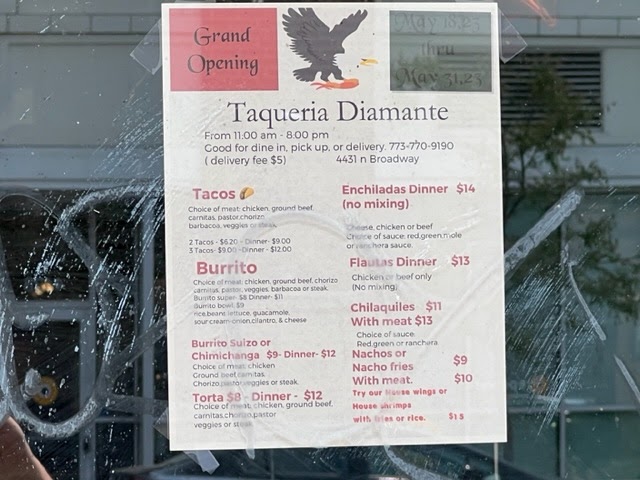 Grand
Opening
May 18,23
thru
May 31,23
Taqueria Diamante
From 11:00 am - 8:00 pm
Good for dine in, pick up, or delivery. 773-770-9190
( delivery fee $5) 4431 n Broadway
Tacos
Choice of meat: chicken, ground beef,
carnitas, pastor,chorizo,
barbacoa, veggies or steak.
2 Tacos - $6.20 - Dinner- $9.00
3 Tacos- $9.00 -Dinner - $12.00
Burrito
Choice of meat: chicken, ground beef, chorizo
carnitas, pastor, veggies, barbacoa or steak.
Burrito super- $8 Dinner- $11
Burrito bowl. $9
rice,beans, lettuce, guacamole,
sour cream,onion,cilantro, & cheese
Burrito Suizo or
Chimichanga $9- Dinner- $12
Choice of meat: chicken
Ground beef,carnitas,
Chorizo,pastor,veggies or steak.
Torta $8 - Dinner - $12
Choice of meat: chicken, ground beef,
carnitas,chorizo,pastor
veggies or steak
Enchiladas Dinner $14
(no mixing)
Cheese, chicken or beef
Choice of sauce: red,green,mole
or ranchera sauce.
Flautas Dinner $13
Chicken or beef only
(No mixing)
Chilaquiles $11
With meat $13
Choice of sauce:
Red,green or ranchera
Nachos or $9
Nacho fries
With meat. $10
Try our House wings or
House shrimps
with fries or rice. $15